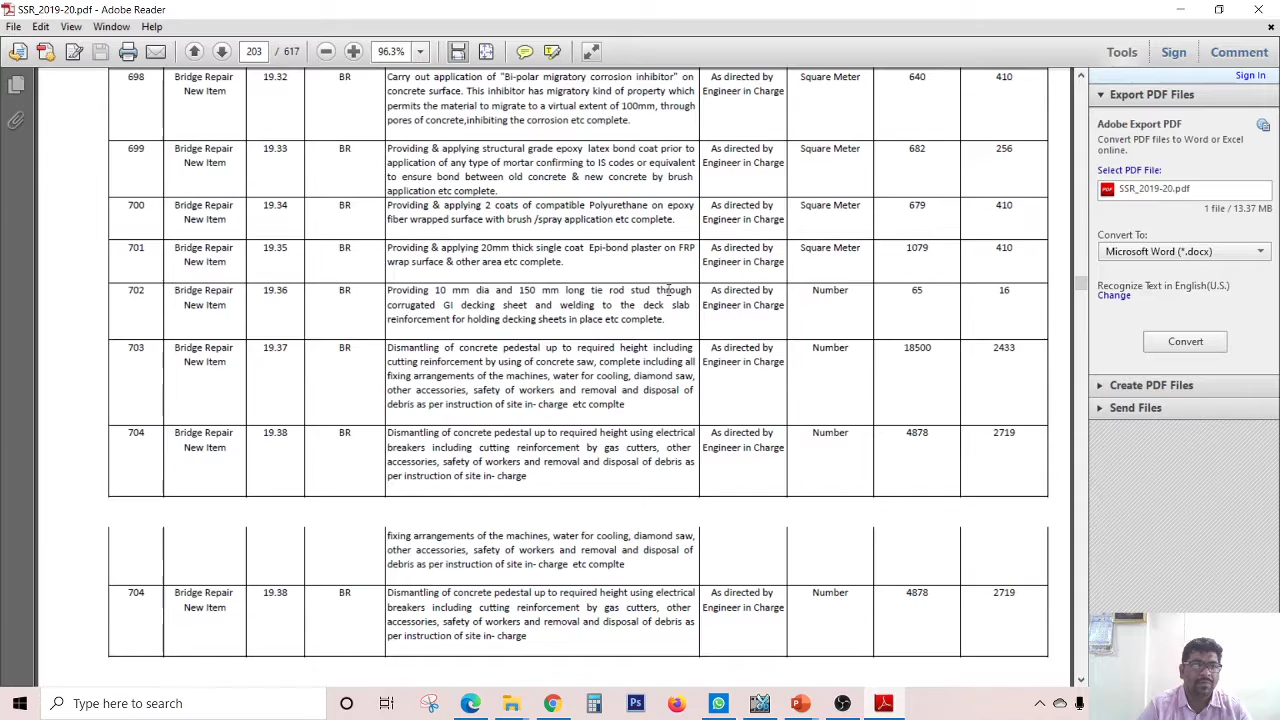 SSR_2019-20.pdf - Adobe Reader
File Edit View Window Help
203 / 617 96.3% Tools Sign Comment
Sign In
Export PDF Files
Adobe Export PDF
Convert PDF files to Word or Excel
online.
Select PDF File:
SSR_2019-20.pdf
1 file / 13.37 MB
Convert To:
Microsoft Word (*.docx)
Recognize Text in English(U.S.)
Change
Convert
Create PDF Files
Send Files
698 Bridge Repair 19.32 BR Carry out application of "Bi-polar migratory corrosion inhibitor" on As directed by Square Meter 640 410
New Item concrete surface. This inhibitor has migratory kind of property which Engineer in Charge
permits the material to migrate to a virtual extent of 100mm, through
pores of concrete,inhibiting the corrosion etc complete.
699 Bridge Repair 19.33 BR Providing & applying structural grade epoxy latex bond coat prior to As directed by Square Meter 682 256
New Item application of any type of mortar confirming to IS codes or equivalent Engineer in Charge
to ensure bond between old concrete & new concrete by brush
application etc complete.
700 Bridge Repair 19.34 BR Providing & applying 2 coats of compatible Polyurethane on epoxy As directed by Square Meter 679 410
New Item fiber wrapped surface with brush /spray application etc complete. Engineer in Charge
701 Bridge Repair 19.35 BR Providing & applying 20mm thick single coat Epi-bond plaster on FRP As directed by Square Meter 1079 410
New Item wrap surface & other area etc complete. Engineer in Charge
702 Bridge Repair 19.36 BR Providing 10 mm dia and 150 mm long tie rod stud through As directed by Number 65 16
New Item corrugated GI decking sheet and welding to the deck slab Engineer in Charge
reinforcement for holding decking sheets in place etc complete.
703 Bridge Repair 19.37 BR Dismantling of concrete pedestal up to required height including As directed by Number 18500 2433
New Item cutting reinforcement by using of concrete saw, complete including all Engineer in Charge
fixing arrangements of the machines, water for cooling, diamond saw,
other accessories, safety of workers and removal and disposal of
debris as per instruction of site in- charge etc complte
704 Bridge Repair 19.38 BR Dismantling of concrete pedestal up to required height using electrical As directed by Number 4878 2719
New Item breakers including cutting reinforcement by gas cutters, other Engineer in Charge
accessories, safety of workers and removal and disposal of debris as
per instruction of site in- charge
fixing arrangements of the machines, water for cooling, diamond saw,
other accessories, safety of workers and removal and disposal of
debris as per instruction of site in- charge etc complte
704 Bridge Repair 19.38 BR Dismantling of concrete pedestal up to required height using electrical As directed by Number 4878 2719
New Item breakers including cutting reinforcement by gas cutters, other Engineer in Charge
accessories, safety of workers and removal and disposal of debris as
per instruction of site in- charge
Type here to search